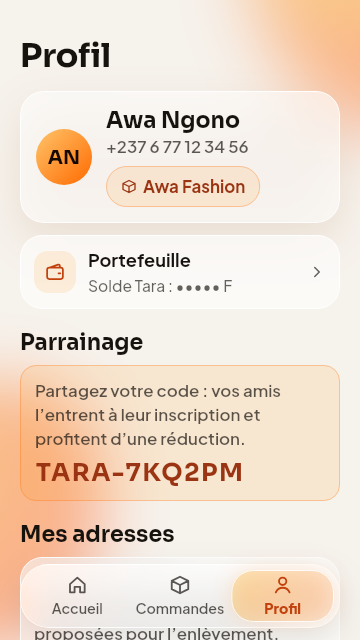 Profil
AN
Awa Ngono
+237 6 77 12 34 56
Awa Fashion
Portefeuille
Solde Tara : ••••• F
Parrainage
Partagez votre code : vos amis
l’entrent à leur inscription et
profitent d’une réduction.
TARA-7KQ2PM
Mes adresses
Accueil
Commandes
Profil
proposées pour l’enlèvement.